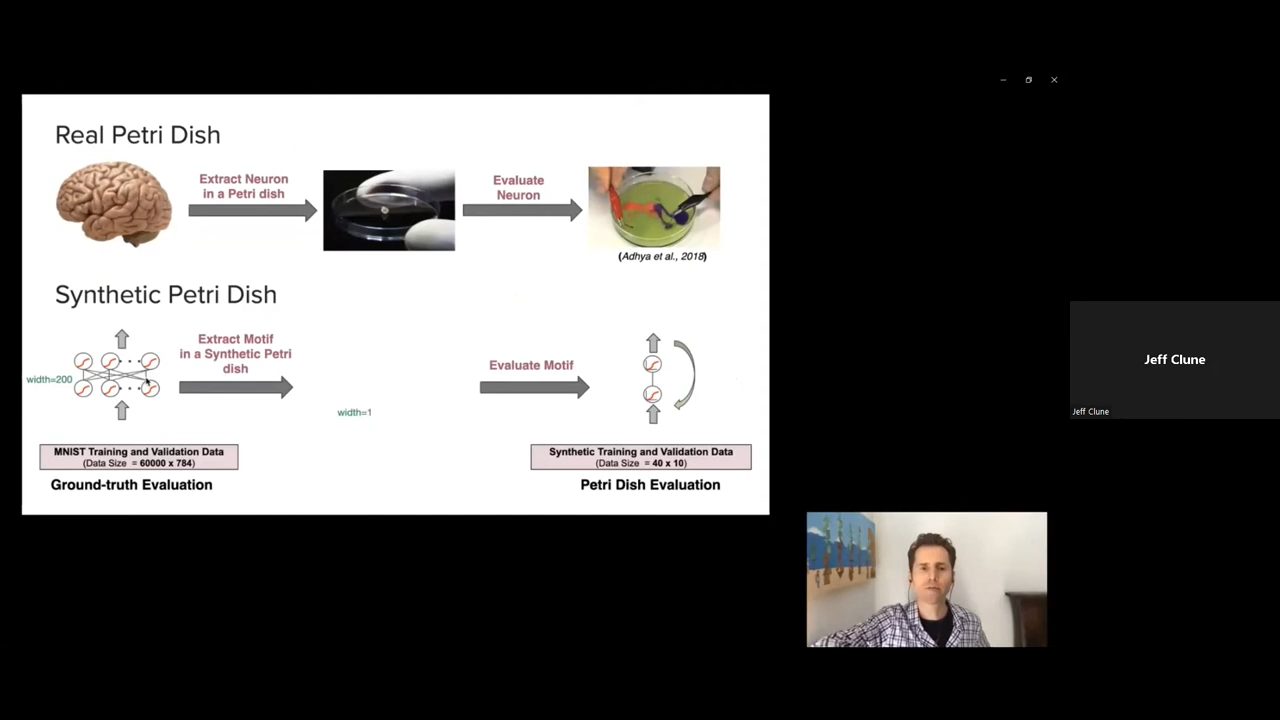 Real Petri Dish
Extract Neuron
in a Petri dish
Evaluate
Neuron
(Adhya et al., 2018)
Synthetic Petri Dish
width=200
Extract Motif
in a Synthetic Petri
dish
width=1
Evaluate Motif
MNIST Training and Validation Data
(Data Size = 60000 x 784)
Ground-truth Evaluation
Synthetic Training and Validation Data
(Data Size = 40 x 10)
Petri Dish Evaluation
Jeff Clune
Jeff Clune